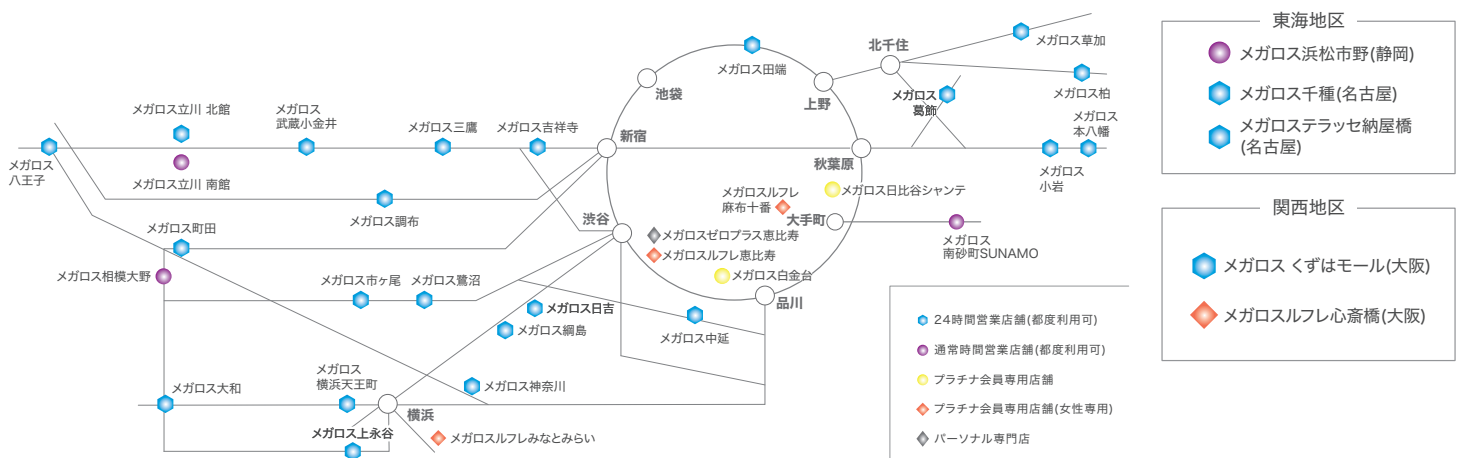 メガロス草加
北千住
メガロス田端
池袋
上野
メガロス柏
メガロス
葛飾
メガロス立川 北館
メガロス
武蔵小金井
メガロス三鷹
メガロス吉祥寺
新宿
秋葉原
メガロス
本八幡
メガロス
小岩
メガロス
八王子
メガロス立川 南館
メガロス調布
メガロス日比谷シャンテ
メガロスルフレ
麻布十番
大手町
メガロス
南砂町SUNAMO
渋谷
メガロスゼロプラス恵比寿
メガロスルフレ恵比寿
メガロス白金台
品川
メガロス町田
メガロス相模大野
メガロス市ヶ尾
メガロス鷺沼
メガロス日吉
メガロス綱島
メガロス中延
メガロス神奈川
メガロス大和
メガロス
横浜天王町
横浜
メガロス上永谷
メガロスルフレみなとみらい
24時間営業店舗(都度利用可)
通常時間営業店舗(都度利用可)
プラチナ会員専用店舗
プラチナ会員専用店舗(女性専用)
パーソナル専門店
東海地区
メガロス浜松市野(静岡)
メガロス千種(名古屋)
メガロステラッセ納屋橋
(名古屋)
関西地区
メガロス くずはモール(大阪)
メガロスルフレ心斎橋(大阪)